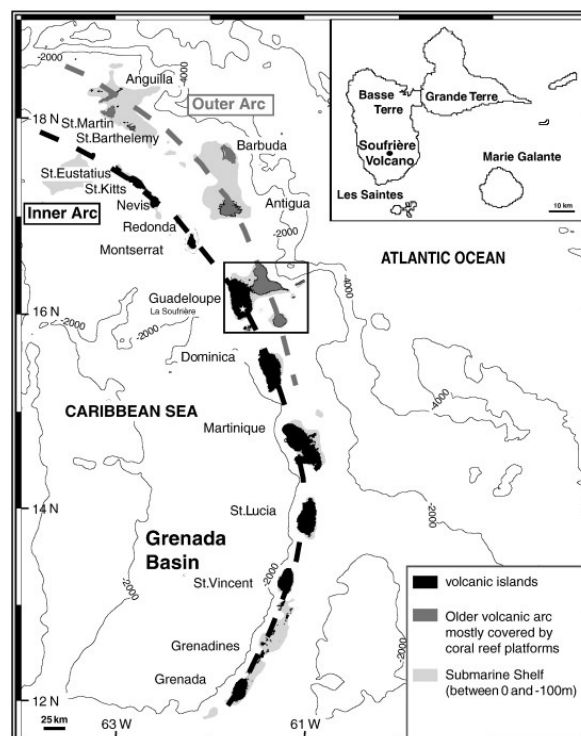 -2000
-4000
Anguilla
Outer Arc
18 N
St.Martin
St.Barthelemy
Barbuda
St.Eustatius
St.Kitts
Inner Arc
Nevis
Antigua
Redonda
-2000
Montserrat
Basse
Terre
Grande Terre
Soufrière
Volcano
Marie Galante
Les Saintes
10 km
ATLANTIC OCEAN
Guadeloupe
La Soufrière
16 N
-2000
-2000
-4000
Dominica
CARIBBEAN SEA
-4000
Martinique
14 N
St.Lucia
-2000
Grenada
Basin
-2000
St.Vincent
-2000
Grenadines
-2000
Grenada
12 N
25 km
63 W
61 W
volcanic islands
Older volcanic arc
mostly covered by
coral reef platforms
Submarine Shelf
(between 0 and -100m)